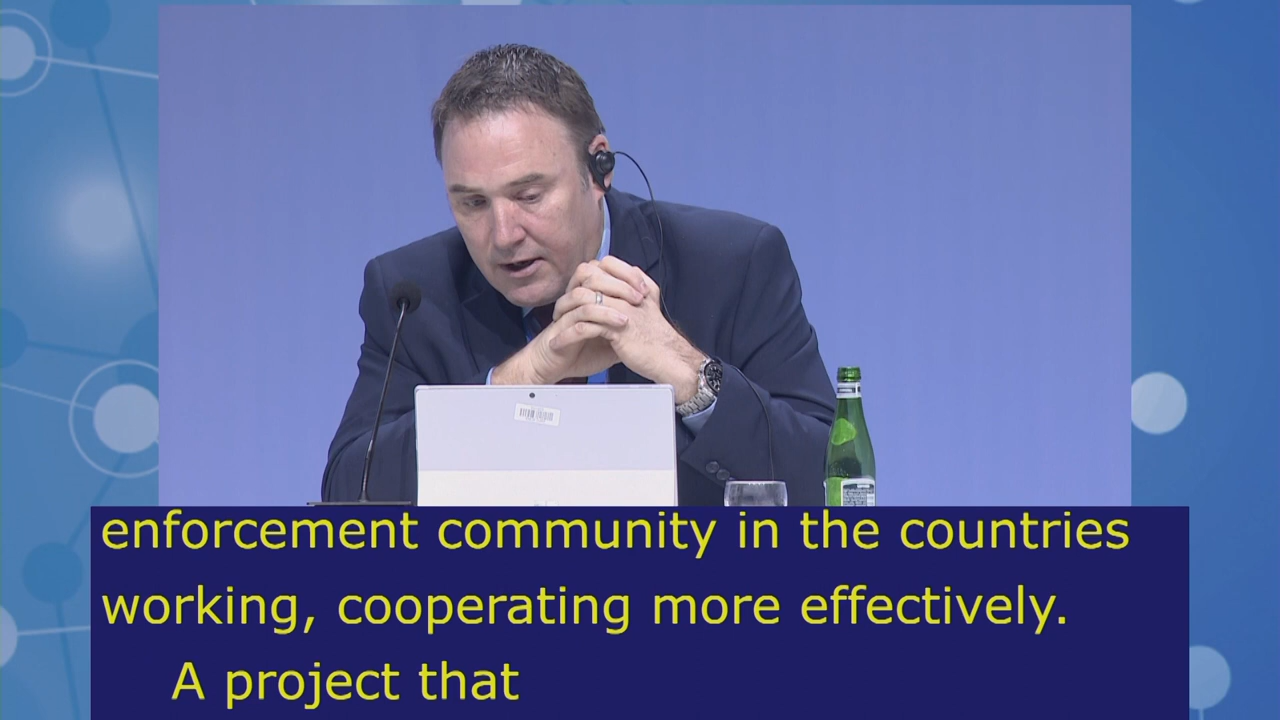 enforcement community in the countries
working, cooperating more effectively.
A project that